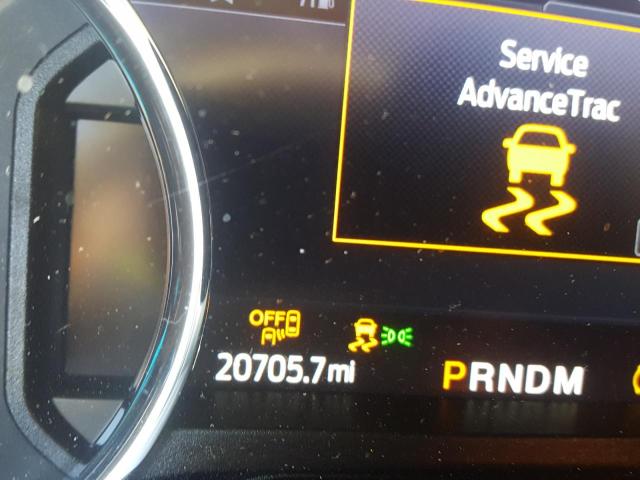 Service
AdvanceTrac
OFF
20705.7mi
PRNDM